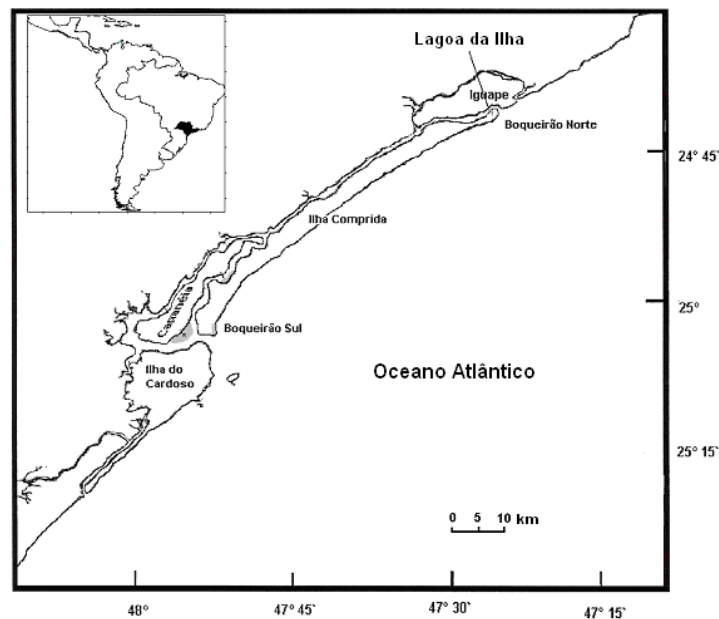 Lagoa da Ilha
Iguape
Boqueirão Norte
24° 45`
Ilha Comprida
25°
Cananéia
Boqueirão Sul
Ilha do
Cardoso
Oceano Atlântico
25° 15`
0 5 10 km
48° 47° 45` 47° 30` 47° 15`